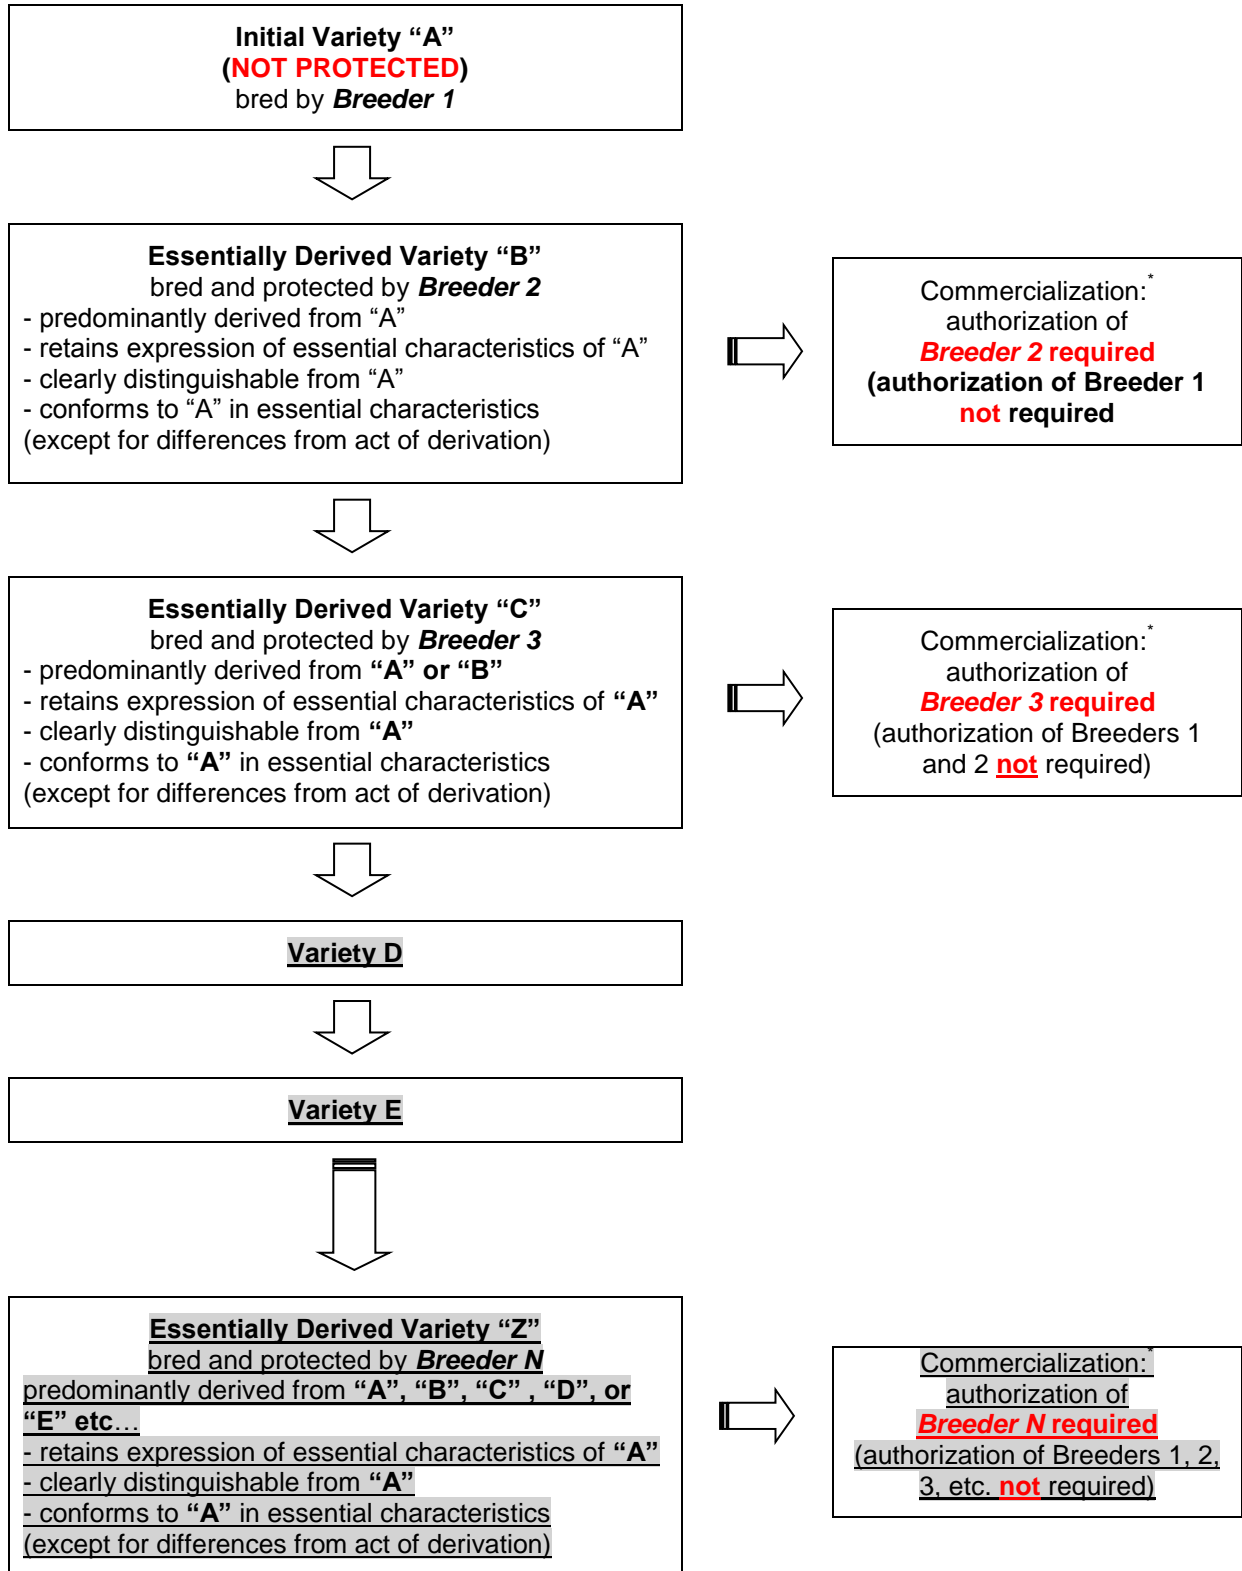 Initial Variety “A”
(NOT PROTECTED)
bred by Breeder 1
Essentially Derived Variety “B”
bred and protected by Breeder 2
- predominantly derived from “A”
- retains expression of essential characteristics of “A”
- clearly distinguishable from “A”
- conforms to “A” in essential characteristics
(except for differences from act of derivation)
Commercialization:*
authorization of
Breeder 2 required
(authorization of Breeder 1
not required
Essentially Derived Variety “C”
bred and protected by Breeder 3
- predominantly derived from “A” or “B”
- retains expression of essential characteristics of “A”
- clearly distinguishable from “A”
- conforms to “A” in essential characteristics
(except for differences from act of derivation)
Commercialization:*
authorization of
Breeder 3 required
(authorization of Breeders 1
and 2 not required)
Variety D
Variety E
Essentially Derived Variety “Z”
bred and protected by Breeder N
predominantly derived from “A”, “B”, “C” , “D”, or
“E” etc…
- retains expression of essential characteristics of “A”
- clearly distinguishable from “A”
- conforms to “A” in essential characteristics
(except for differences from act of derivation)
Commercialization:*
authorization of
Breeder N required
(authorization of Breeders 1, 2,
3, etc. not required)